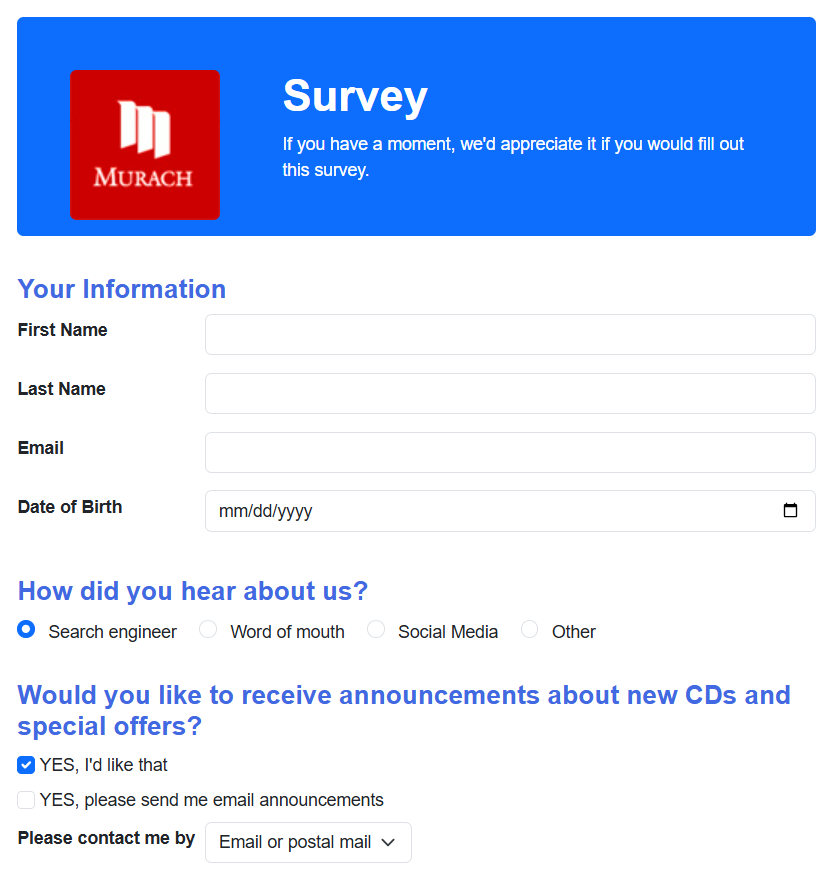 Survey
If you have a moment, we'd appreciate it if you would fill out
this survey.
MURACH
Your Information
First Name
Last Name
Email
Date of Birth
mm/dd/yyyy
How did you hear about us?
Search engineer
Word of mouth
Social Media
Other
Would you like to receive announcements about new CDs and
special offers?
YES, I'd like that
YES, please send me email announcements
Please contact me by
Email or postal mail